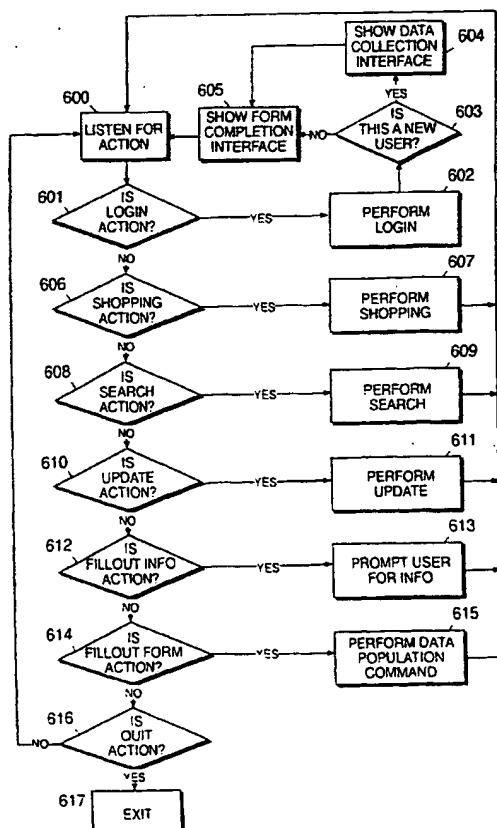 SHOW DATA
COLLECTION
INTERFACE
604
600
LISTEN FOR
ACTION
605
SHOW FORM
COMPLETION
INTERFACE
YES
NO
IS
THIS A NEW
USER?
603
601
IS
LOGIN
ACTION?
YES
602
PERFORM
LOGIN
NO
606
IS
SHOPPING
ACTION?
YES
607
PERFORM
SHOPPING
NO
608
IS
SEARCH
ACTION?
YES
609
PERFORM
SEARCH
NO
610
IS
UPDATE
ACTION?
YES
611
PERFORM
UPDATE
NO
612
IS
FILLOUT INFO
ACTION?
YES
613
PROMPT USER
FOR INFO
NO
614
IS
FILLOUT FORM
ACTION?
YES
615
PERFORM DATA
POPULATION
COMMAND
NO
616
IS
QUIT
ACTION?
NO
YES
617
EXIT